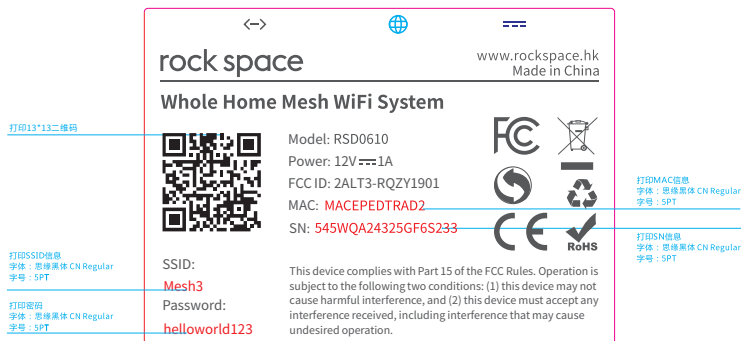 rock space
www.rockspace.hk
Made in China
Whole Home Mesh WiFi System
打印13*13二维码
Model: RSD0610
Power: 12V⎓1A
FCC ID: 2ALT3-RQZY1901
MAC: MACEPEDTRAD2
SN: 545WQA24325GF6S233
FC
CE
RoHS
打印MAC信息
字体：思缘黑体 CN Regular
字号：5PT
打印SN信息
字体：思缘黑体 CN Regular
字号：5PT
打印SSID信息
字体：思缘黑体 CN Regular
字号：5PT
SSID:
Mesh3
打印密码
字体：思缘黑体 CN Regular
字号：5PT
Password:
helloworld123
This device complies with Part 15 of the FCC Rules. Operation is
subject to the following two conditions: (1) this device may not
cause harmful interference, and (2) this device must accept any
interference received, including interference that may cause
undesired operation.